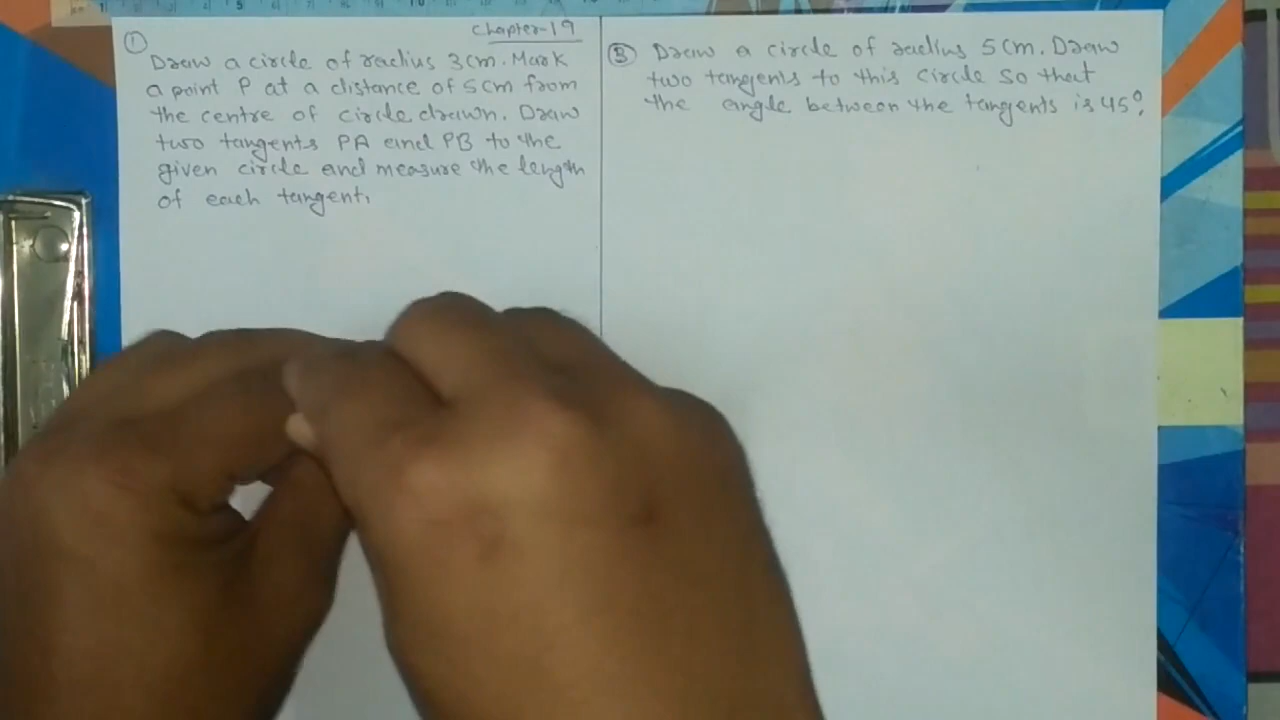 Chapter-19
①
Draw a circle of radius 3cm. Mark
a point P at a distance of 5cm from
the centre of circle drawn. Draw
two tangents PA and PB to the
given circle and measure the length
of each tangent.
③ Draw a circle of radius 5cm. Draw
two tangents to this circle so that
the angle between the tangents is 45°.